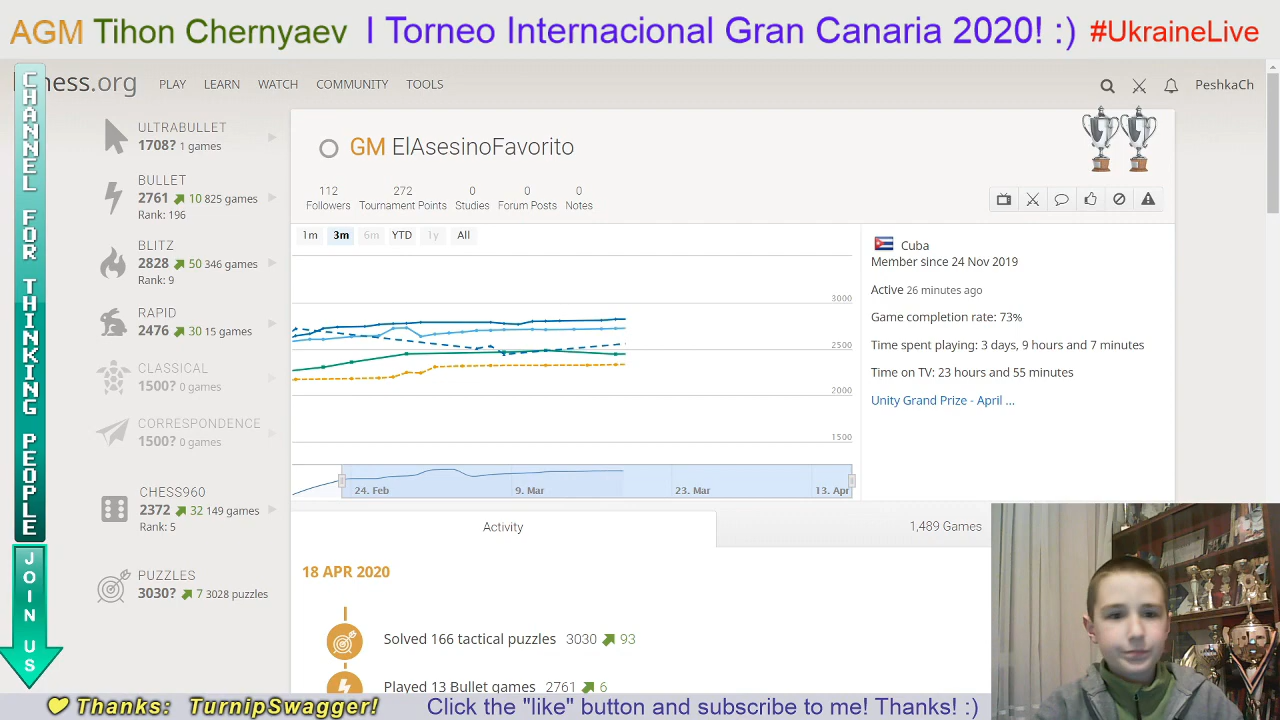 AGM Tihon Chernyaev I Torneo Internacional Gran Canaria 2020! :) #UkraineLive
CHANNEL FOR THINKING PEOPLE
JOIN US
hess.org PLAY LEARN WATCH COMMUNITY TOOLS PeshkaCh
ULTRABULLET
1708? 1 games
BULLET
2761 10 825 games
Rank: 196
BLITZ
2828 50 346 games
Rank: 9
RAPID
2476 30 15 games
CLASSICAL
1500? 0 games
CORRESPONDENCE
1500? 0 games
CHESS960
2372 32 149 games
Rank: 5
PUZZLES
3030? 7 3028 puzzles
GM ElAsesinoFavorito
112 272 0 0 0
Followers Tournament Points Studies Forum Posts Notes
1m 3m 6m YTD 1y All
3000
2500
2000
1500
24. Feb 9. Mar 23. Mar 13. Apr
Cuba
Member since 24 Nov 2019
Active 26 minutes ago
Game completion rate: 73%
Time spent playing: 3 days, 9 hours and 7 minutes
Time on TV: 23 hours and 55 minutes
Unity Grand Prize - April ...
Activity 1,489 Games
18 APR 2020
Solved 166 tactical puzzles 3030 93
Played 13 Bullet games 2761 6
Thanks: TurnipSwagger! Click the "like" button and subscribe to me! Thanks! :)